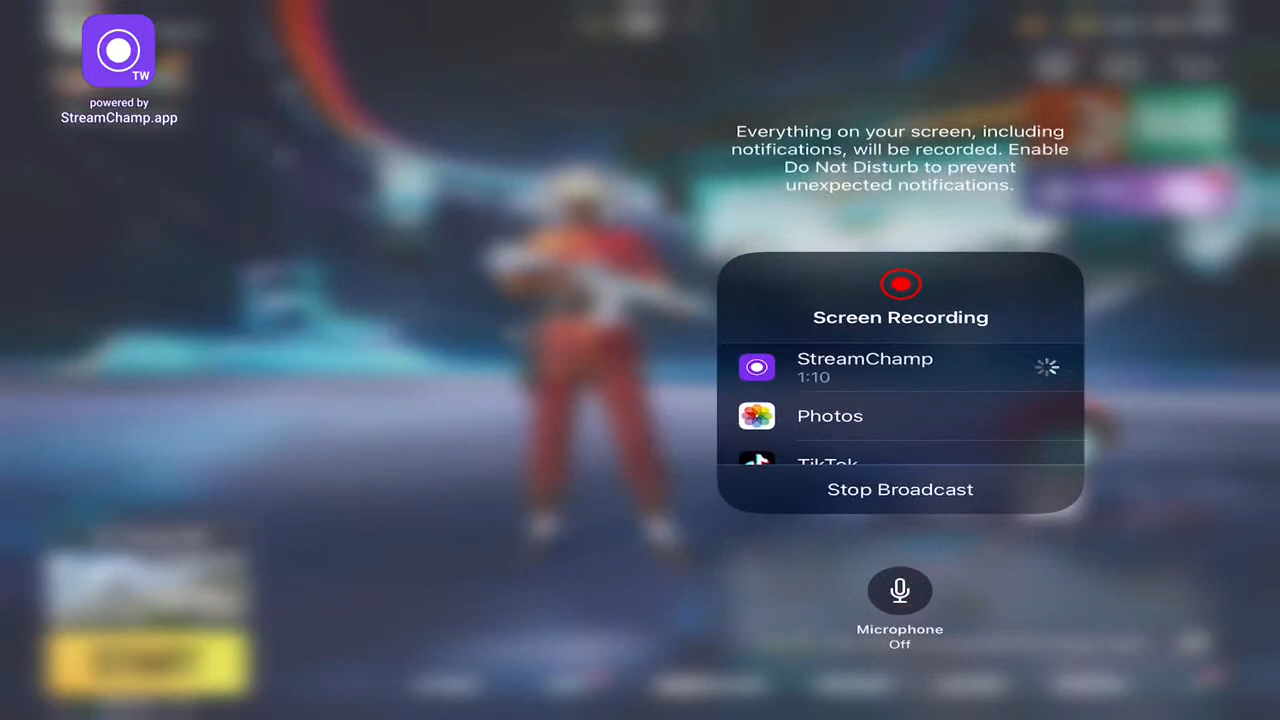 TW
powered by
StreamChamp.app
Everything on your screen, including
notifications, will be recorded. Enable
Do Not Disturb to prevent
unexpected notifications.
Screen Recording
StreamChamp
1:10
Photos
TikTok
Stop Broadcast
Microphone
Off